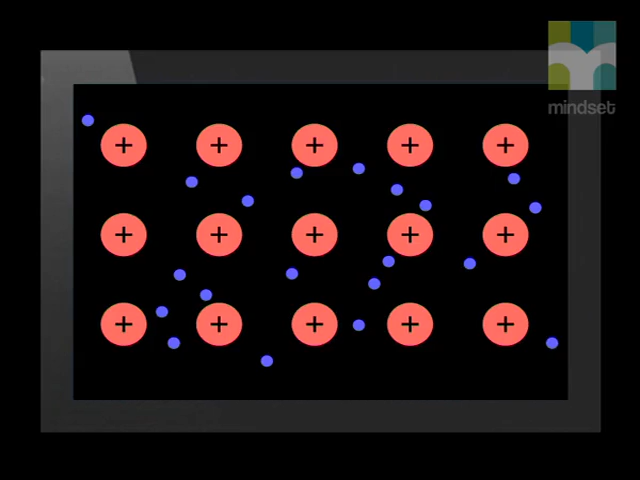 mindset
+ + + + +
+ + + + +
+ + + + +